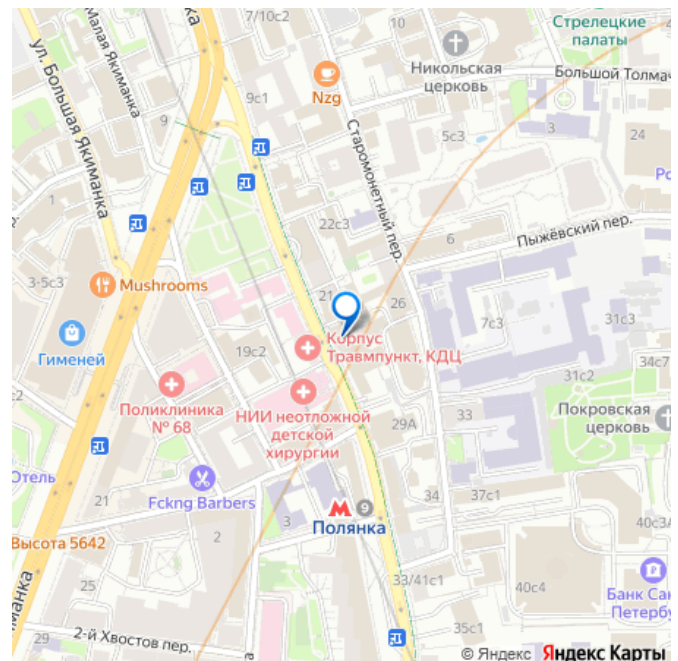 7/10с2
10
Стрелецкие
палаты
ул. Большая Якиманка
Малая Якиманка
Никольская
церковь
Большой Толмач
9с1
Nzg
9
3
24
5с3
Старомонетный пер.
22с3
6
Пыжёвский пер.
3-5с3
Mushrooms
21
26
7с3
31с3
Гименей
19с2
Корпус
Травмпункт, КДЦ
34с7
31с2
Поликлиника
№ 68
НИИ неотложной
детской
хирургии
29А
33
Покровская
церковь
Отель
21
Fckng Barbers
34
37с1
3
9
Полянка
40с3А
Высота 5642
2
25
33/41с1
40с4
Банк Сан
Петербу
29
2-й Хвостов пер.
35с1
© Яндекс Яндекс Карты